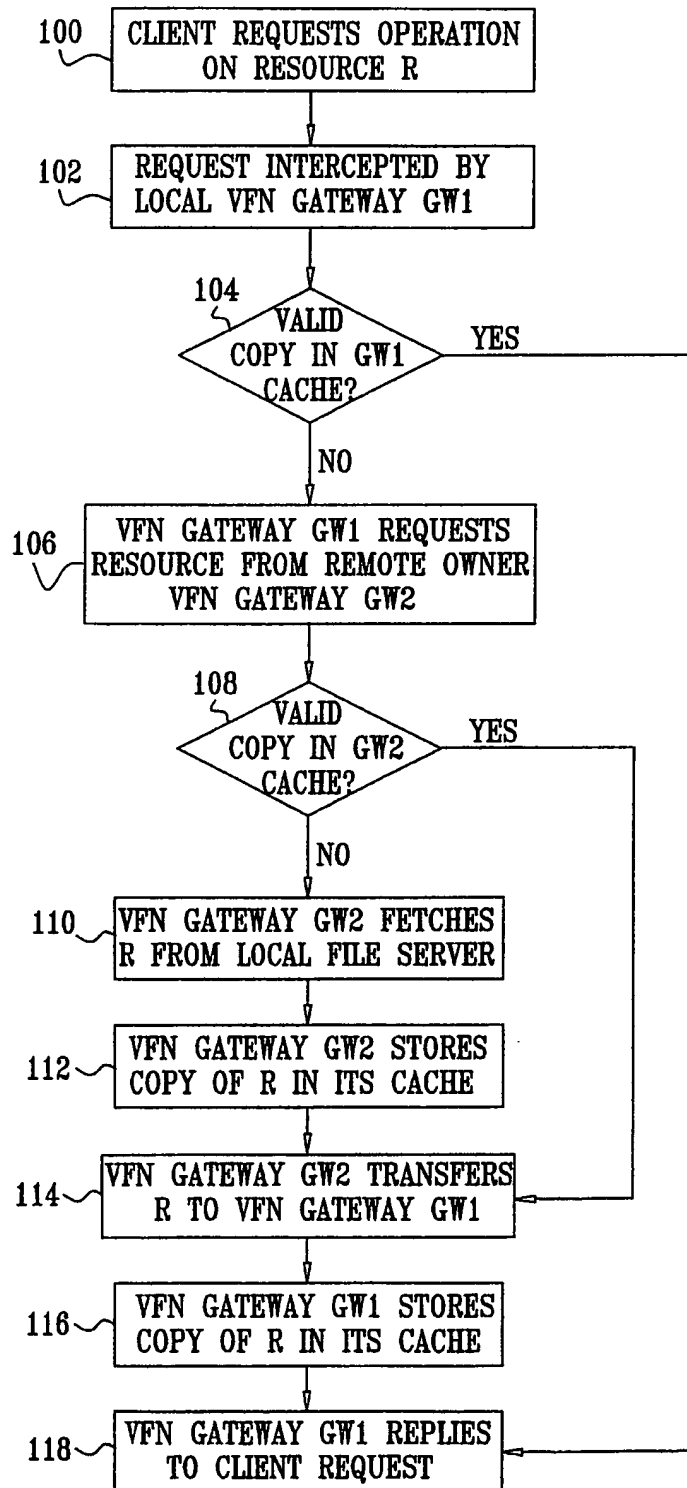 100
CLIENT REQUESTS OPERATION
ON RESOURCE R
102
REQUEST INTERCEPTED BY
LOCAL VFN GATEWAY GW1
104
VALID
COPY IN GW1
CACHE?
YES
NO
106
VFN GATEWAY GW1 REQUESTS
RESOURCE FROM REMOTE OWNER
VFN GATEWAY GW2
108
VALID
COPY IN GW2
CACHE?
YES
NO
110
VFN GATEWAY GW2 FETCHES
R FROM LOCAL FILE SERVER
112
VFN GATEWAY GW2 STORES
COPY OF R IN ITS CACHE
114
VFN GATEWAY GW2 TRANSFERS
R TO VFN GATEWAY GW1
116
VFN GATEWAY GW1 STORES
COPY OF R IN ITS CACHE
118
VFN GATEWAY GW1 REPLIES
TO CLIENT REQUEST